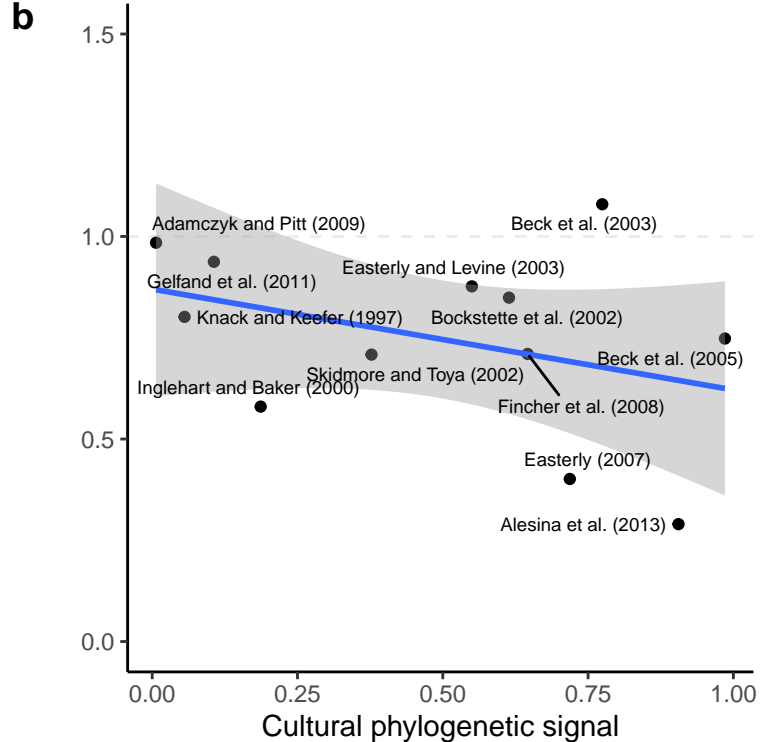 b
1.5
Adamczyk and Pitt (2009)
Beck et al. (2003)
1.0
Easterly and Levine (2003)
Gelfand et al. (2011)
Knack and Keefer (1997)
Bockstette et al. (2002)
Beck et al. (2005)
Skidmore and Toya (2002)
Inglehart and Baker (2000)
Fincher et al. (2008)
0.5
Easterly (2007)
Alesina et al. (2013)
0.0
0.00 0.25 0.50 0.75 1.00
Cultural phylogenetic signal